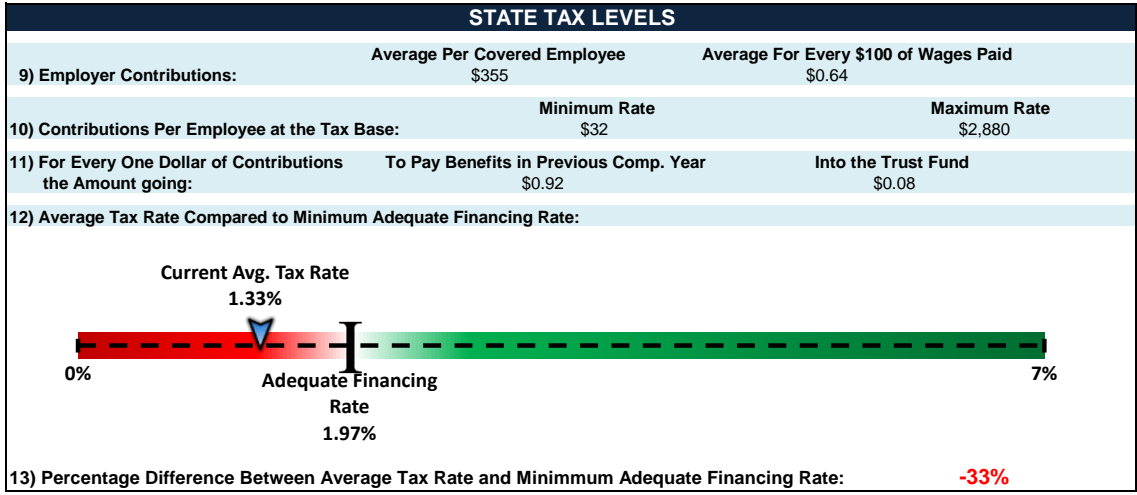 STATE TAX LEVELS
Average Per Covered Employee Average For Every $100 of Wages Paid
9) Employer Contributions: $355 $0.64
Minimum Rate Maximum Rate
10) Contributions Per Employee at the Tax Base: $32 $2,880
11) For Every One Dollar of Contributions To Pay Benefits in Previous Comp. Year Into the Trust Fund
the Amount going: $0.92 $0.08
12) Average Tax Rate Compared to Minimum Adequate Financing Rate:
Current Avg. Tax Rate
1.33%
0% 7%
Adequate Financing
Rate
1.97%
13) Percentage Difference Between Average Tax Rate and Minimmum Adequate Financing Rate: -33%